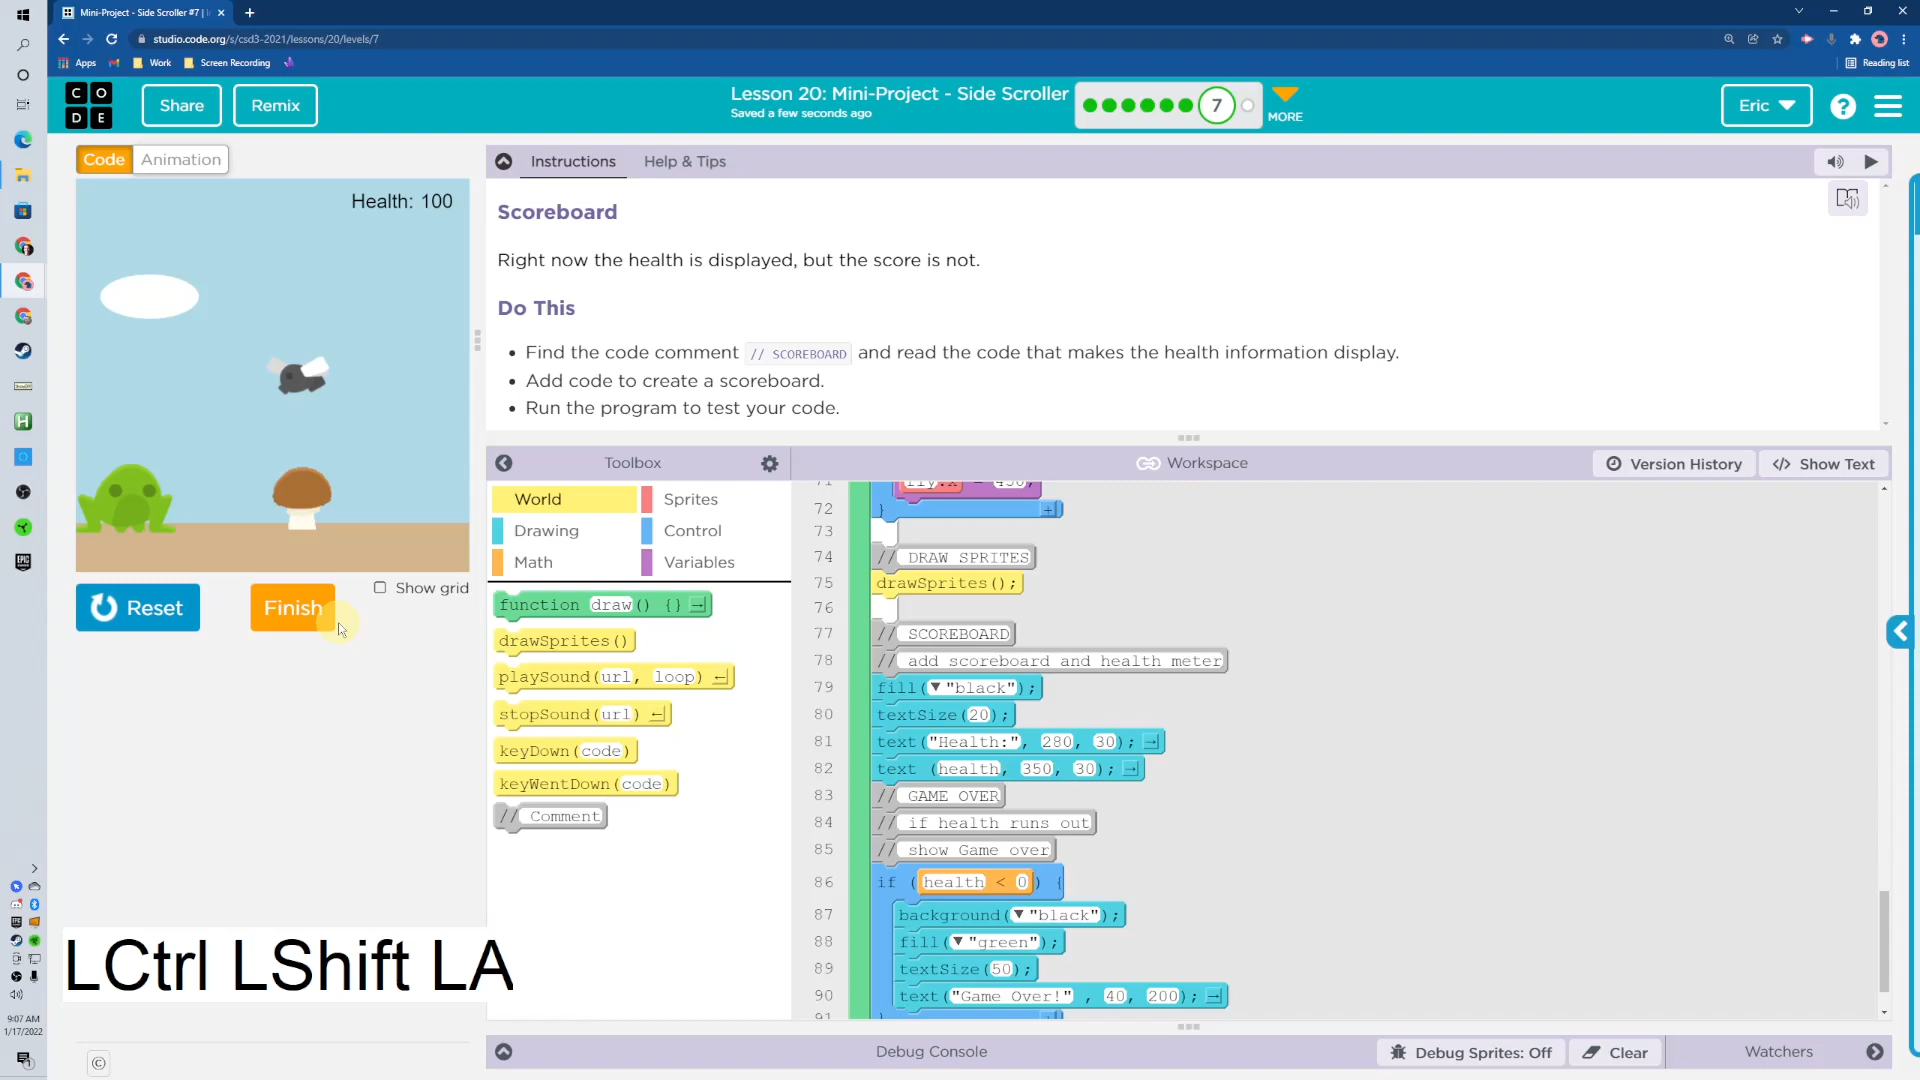 Mini-Project - Side Scroller #7 |
studio.code.org/s/csd3-2021/lessons/20/levels/7
Apps
Work
Screen Recording
Reading list
C O
D E
Share
Remix
Lesson 20: Mini-Project - Side Scroller
Saved a few seconds ago
7
MORE
Eric
?
Code
Animation
Instructions
Help & Tips
Health: 100
Scoreboard
Right now the health is displayed, but the score is not.
Do This
• Find the code comment // SCOREBOARD and read the code that makes the health information display.
• Add code to create a scoreboard.
• Run the program to test your code.
Toolbox
Workspace
Version History
Show Text
World
Sprites
Drawing
Control
Math
Variables
function draw() {}
drawSprites()
playSound(url, loop)
stopSound(url)
keyDown(code)
keyWentDown(code)
// Comment
71 fly.x = 450;
72 }
73
74 // DRAW SPRITES
75 drawSprites();
76
77 // SCOREBOARD
78 // add scoreboard and health meter
79 fill("black");
80 textSize(20);
81 text("Health:", 280, 30);
82 text (health, 350, 30);
83 // GAME OVER
84 // if health runs out
85 // show Game over
86 if (health < 0) {
87 background("black");
88 fill("green");
89 textSize(50);
90 text("Game Over!" , 40, 200);
91 }
Reset
Finish
Show grid
LCtrl LShift LA
9:07 AM
1/17/2022
©
Debug Console
Debug Sprites: Off
Clear
Watchers